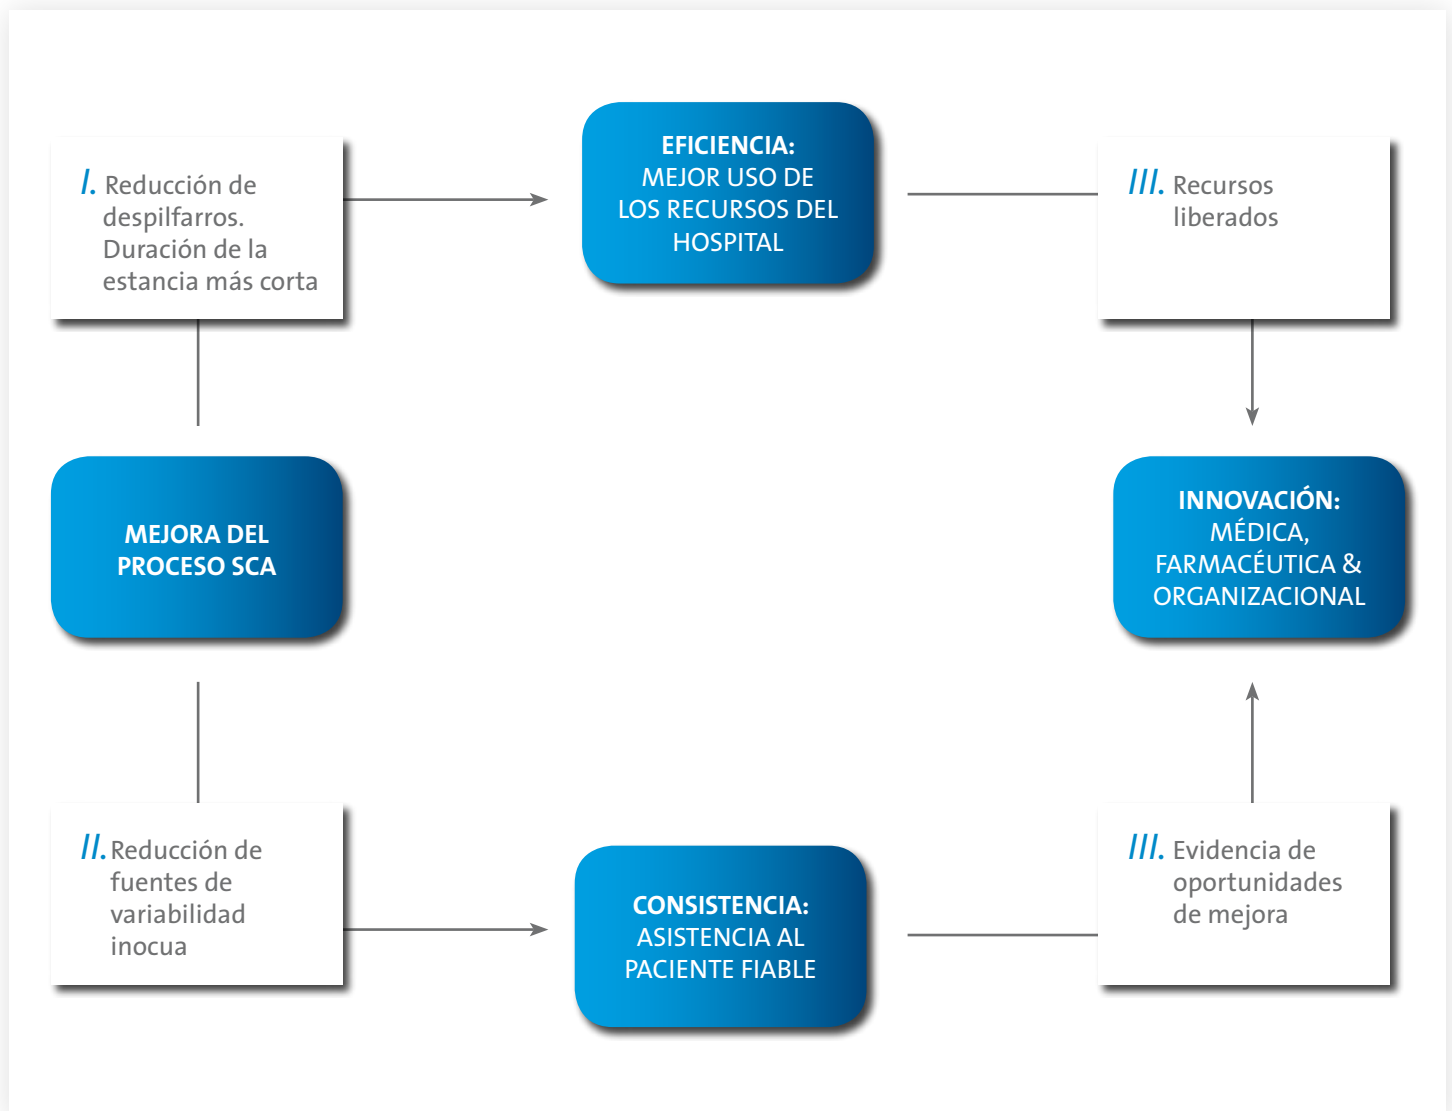 I. Reducción de
despilfarros.
Duración de la
estancia más corta
EFICIENCIA:
MEJOR USO DE
LOS RECURSOS DEL
HOSPITAL
III. Recursos
liberados
MEJORA DEL
PROCESO SCA
INNOVACIÓN:
MÉDICA,
FARMACÉUTICA &
ORGANIZACIONAL
II. Reducción de
fuentes de
variabilidad
inocua
CONSISTENCIA:
ASISTENCIA AL
PACIENTE FIABLE
III. Evidencia de
oportunidades
de mejora